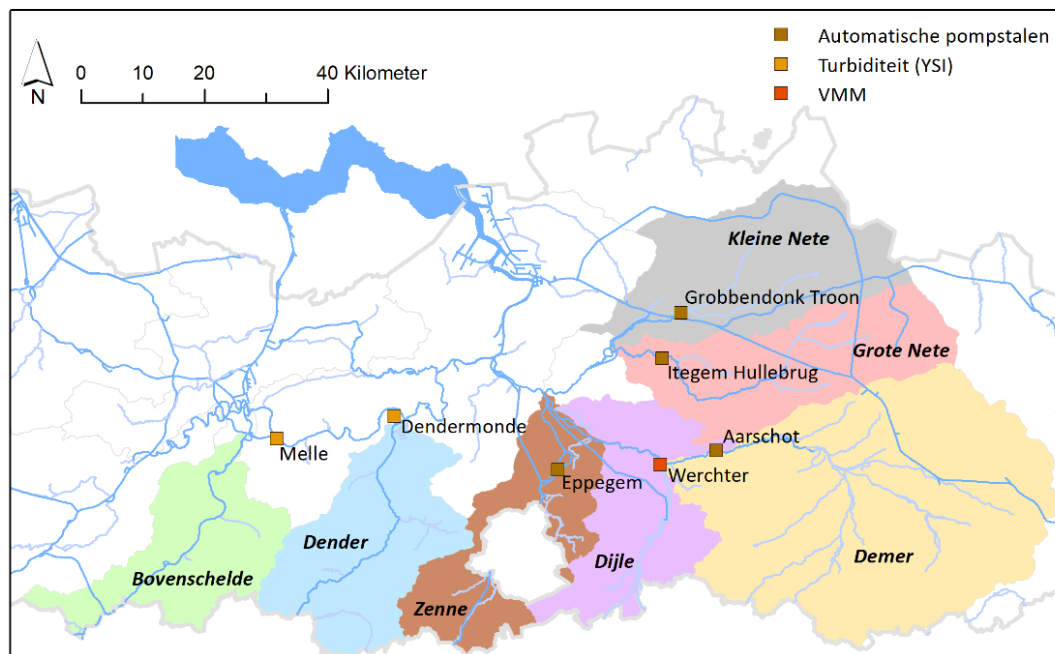 Automatische pompstalen
Turbiditeit (YSI)
VMM
0 10 20 40 Kilometer
N
Kleine Nete
Grobbendonk Troon
Grote Nete
Itegem Hullebrug
Dendermonde
Melle
Aarschot
Werchter
Eppegem
Dender
Dijle
Demer
Bovenschelde
Zenne